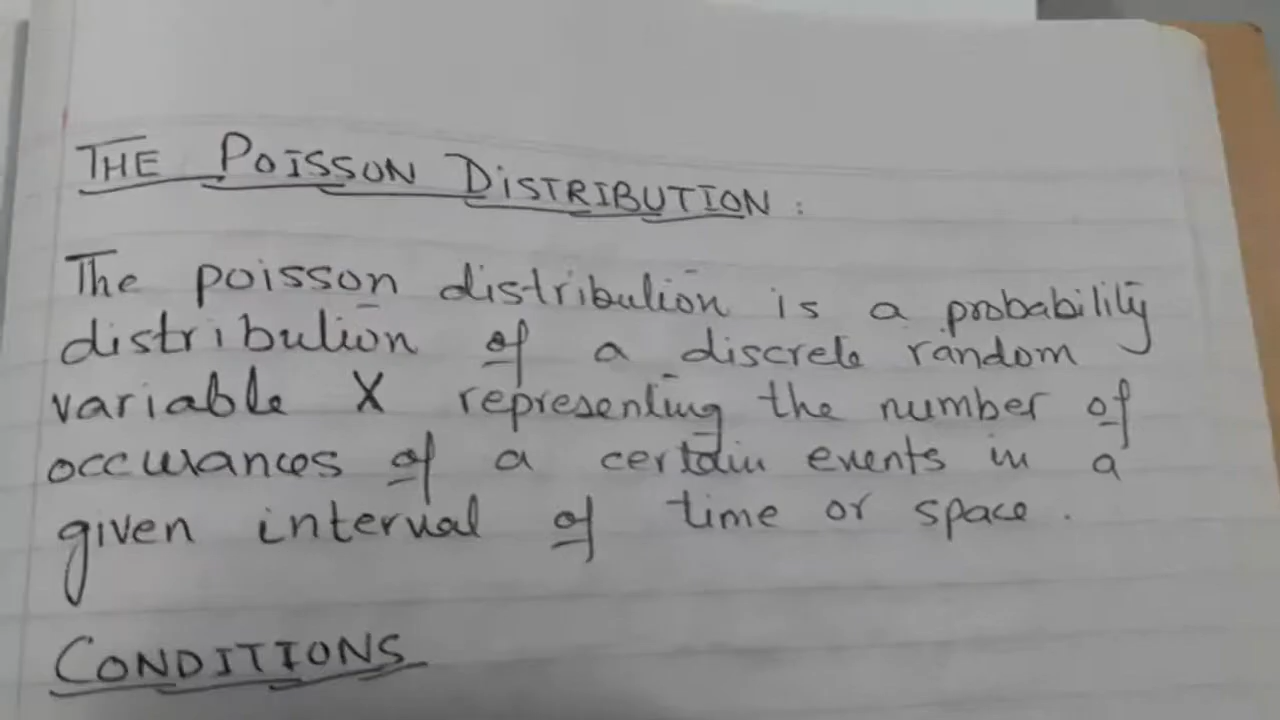 THE POISSON DISTRIBUTION:
The poisson distribution is a probability
distribution of a discrete random
variable X representing the number of
occurances of a certain events in a
given interval of time or space.
CONDITIONS